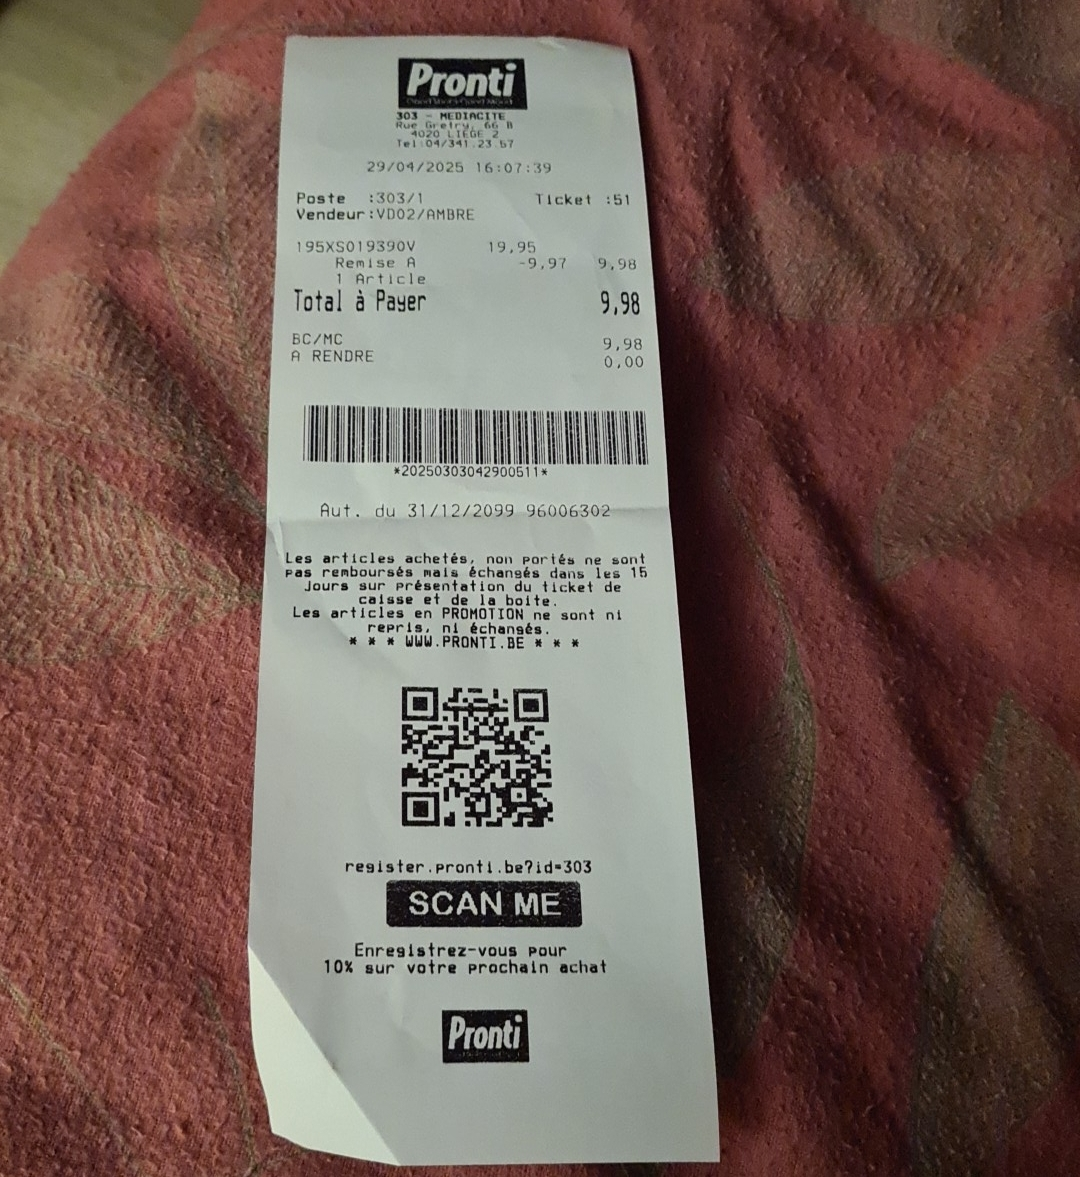 Pronti
303 - MEDIACITE
Rue Gretry, 66 B
4020 LIEGE 2
Tel:04/341.23.57
29/04/2025 16:07:39
Poste :303/1 Ticket :51
Vendeur:VD02/AMBRE
195XS019390V 19,95
Remise A -9,97 9,98
1 Article
Total à Payer 9,98
BC/MC 9,98
A RENDRE 0,00
*20250303042900511*
Aut. du 31/12/2099 96006302
Les articles achetés, non portés ne sont
pas remboursés mais échangés dans les 15
Jours sur présentation du ticket de
caisse et de la boite.
Les articles en PROMOTION ne sont ni
repris, ni échangés.
* * * WWW.PRONTI.BE * * *
register.pronti.be?id=303
SCAN ME
Enregistrez-vous pour
10% sur votre prochain achat
Pronti